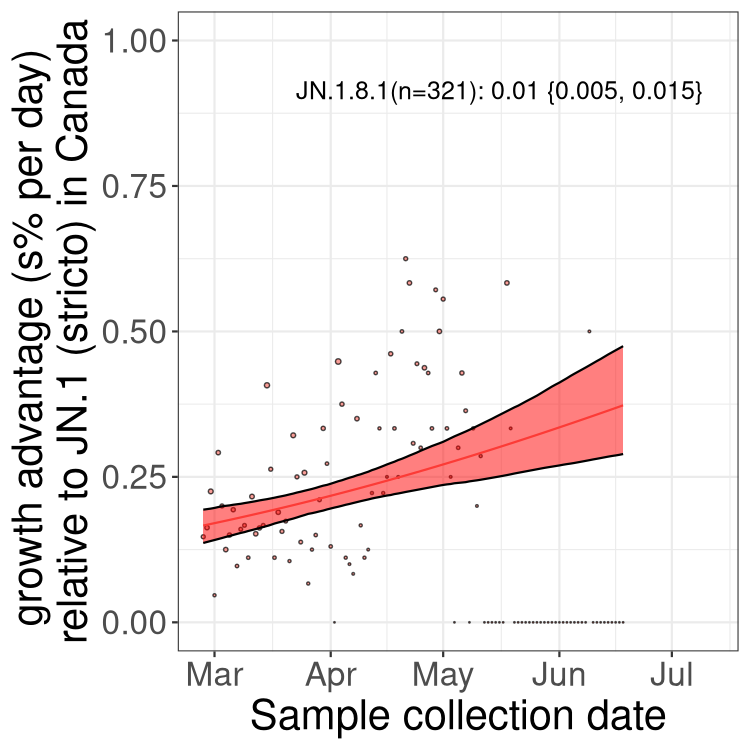 growth advantage (s% per day)
relative to JN.1 (stricto) in Canada
1.00
0.75
0.50
0.25
0.00
JN.1.8.1(n=321): 0.01 {0.005, 0.015}
Mar Apr May Jun Jul
Sample collection date